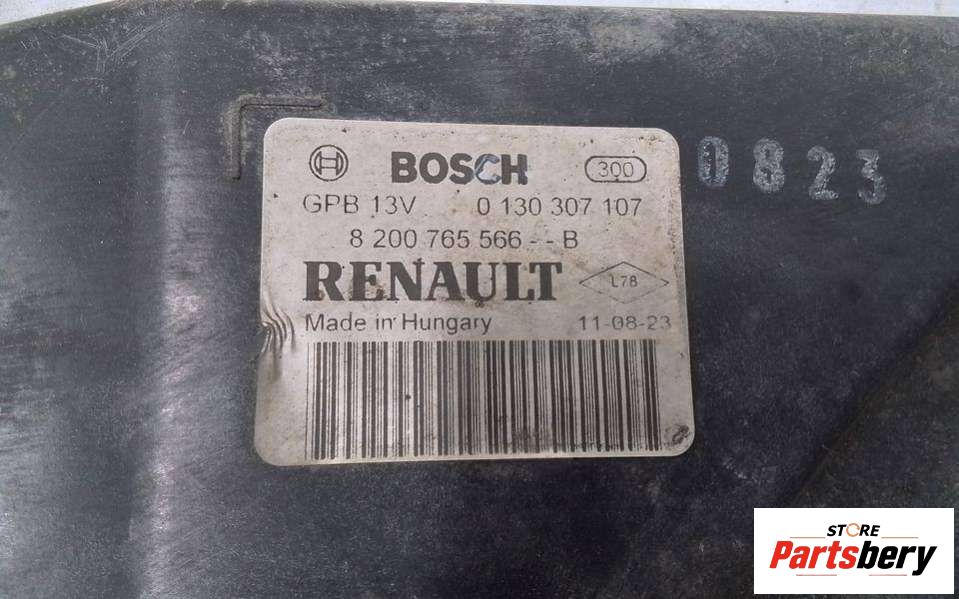 BOSCH 300
GPB 13V 0 130 307 107
8 200 765 566 - - B
RENAULT L78
Made in Hungary 11-08-23
0823
STORE
Partsbery